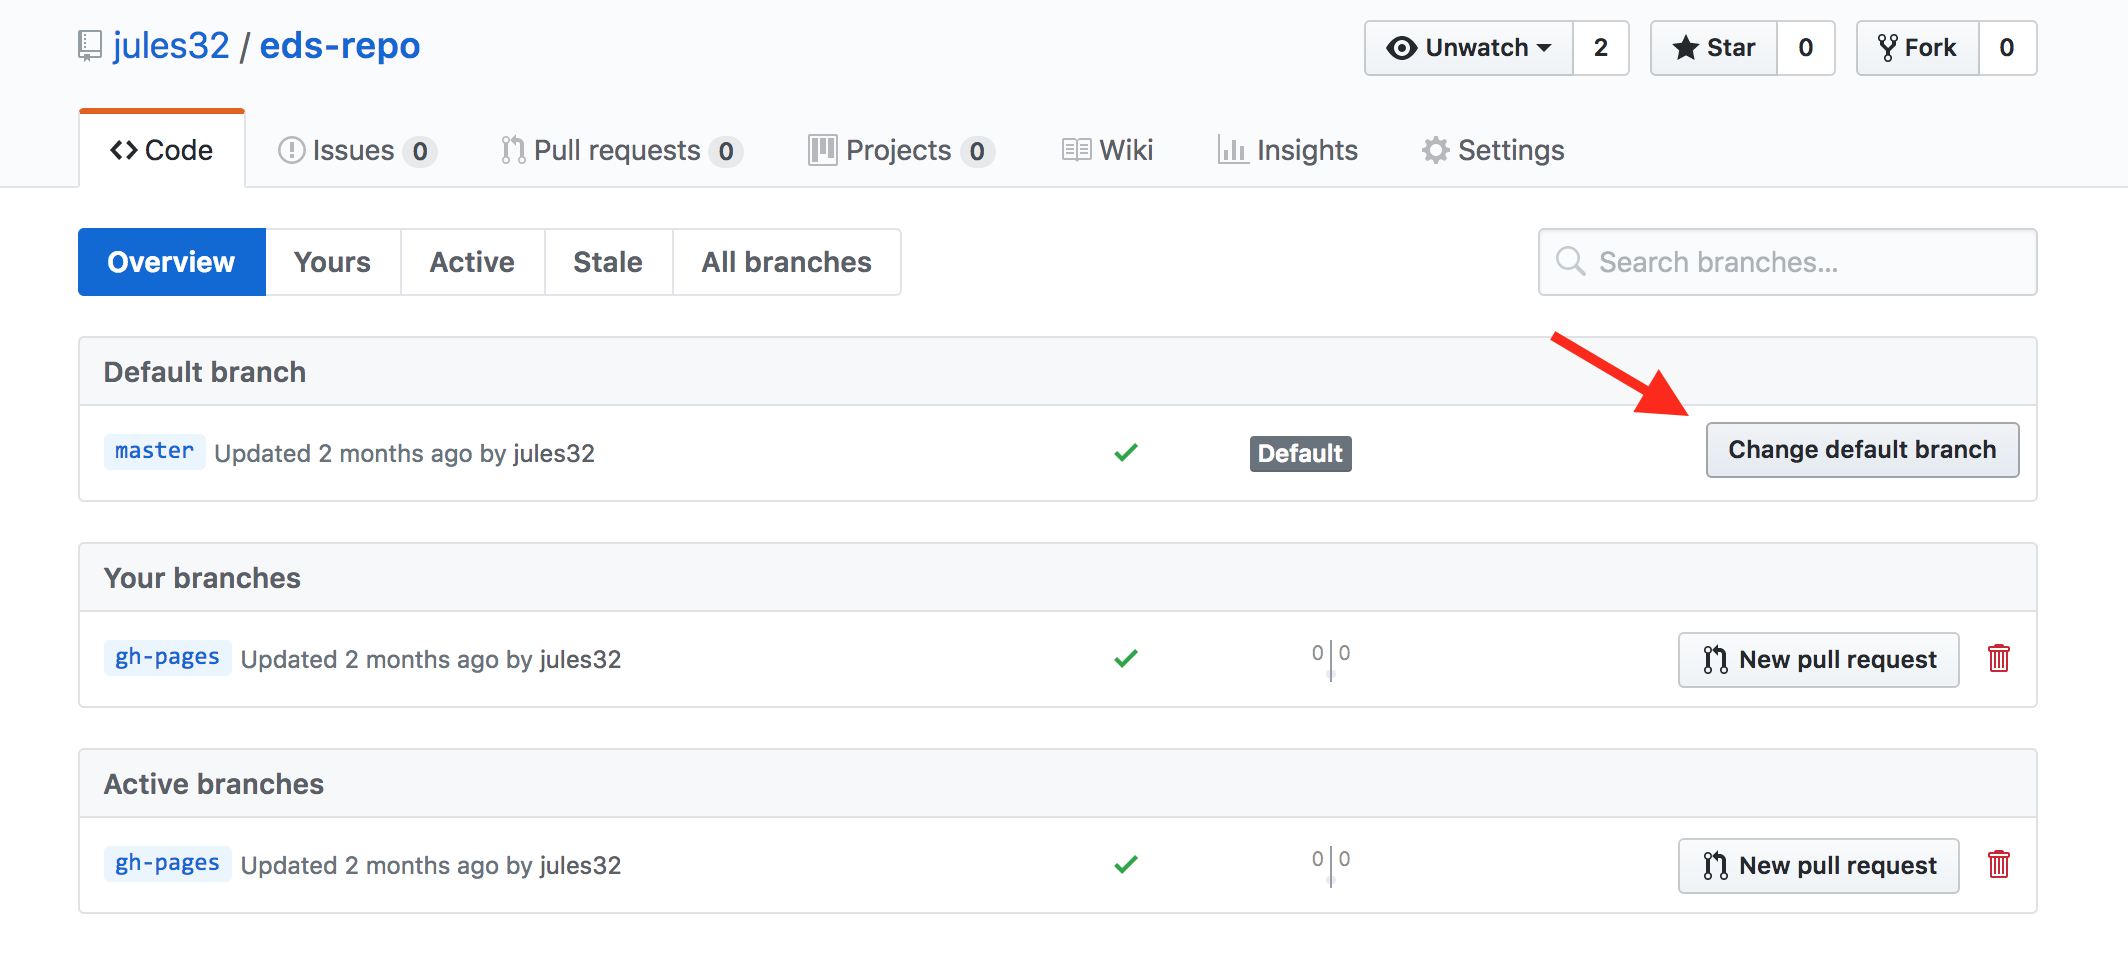 jules32 / eds-repo
Unwatch 2 Star 0 Fork 0
Code Issues 0 Pull requests 0 Projects 0 Wiki Insights Settings
Overview Yours Active Stale All branches Search branches...
Default branch
master Updated 2 months ago by jules32 Default Change default branch
Your branches
gh-pages Updated 2 months ago by jules32 0 0 New pull request
Active branches
gh-pages Updated 2 months ago by jules32 0 0 New pull request